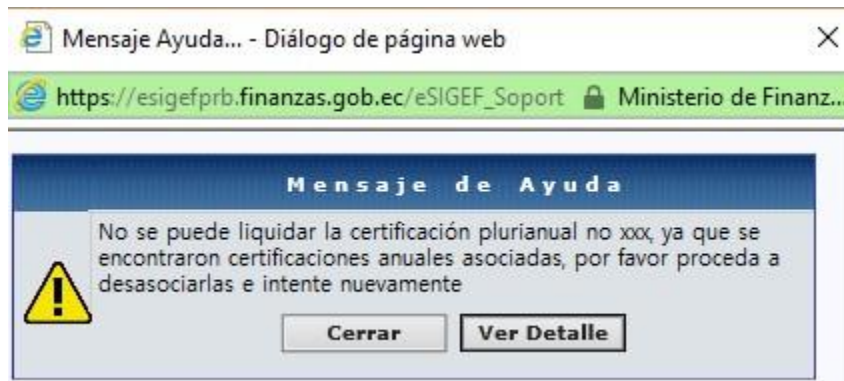 Mensaje Ayuda... - Diálogo de página web
https://esigefprb.finanzas.gob.ec/eSIGEF_Soport Ministerio de Finanz...
Mensaje de Ayuda
No se puede liquidar la certificación plurianual no xxx, ya que se
encontraron certificaciones anuales asociadas, por favor proceda a
desasociarlas e intente nuevamente
Cerrar Ver Detalle